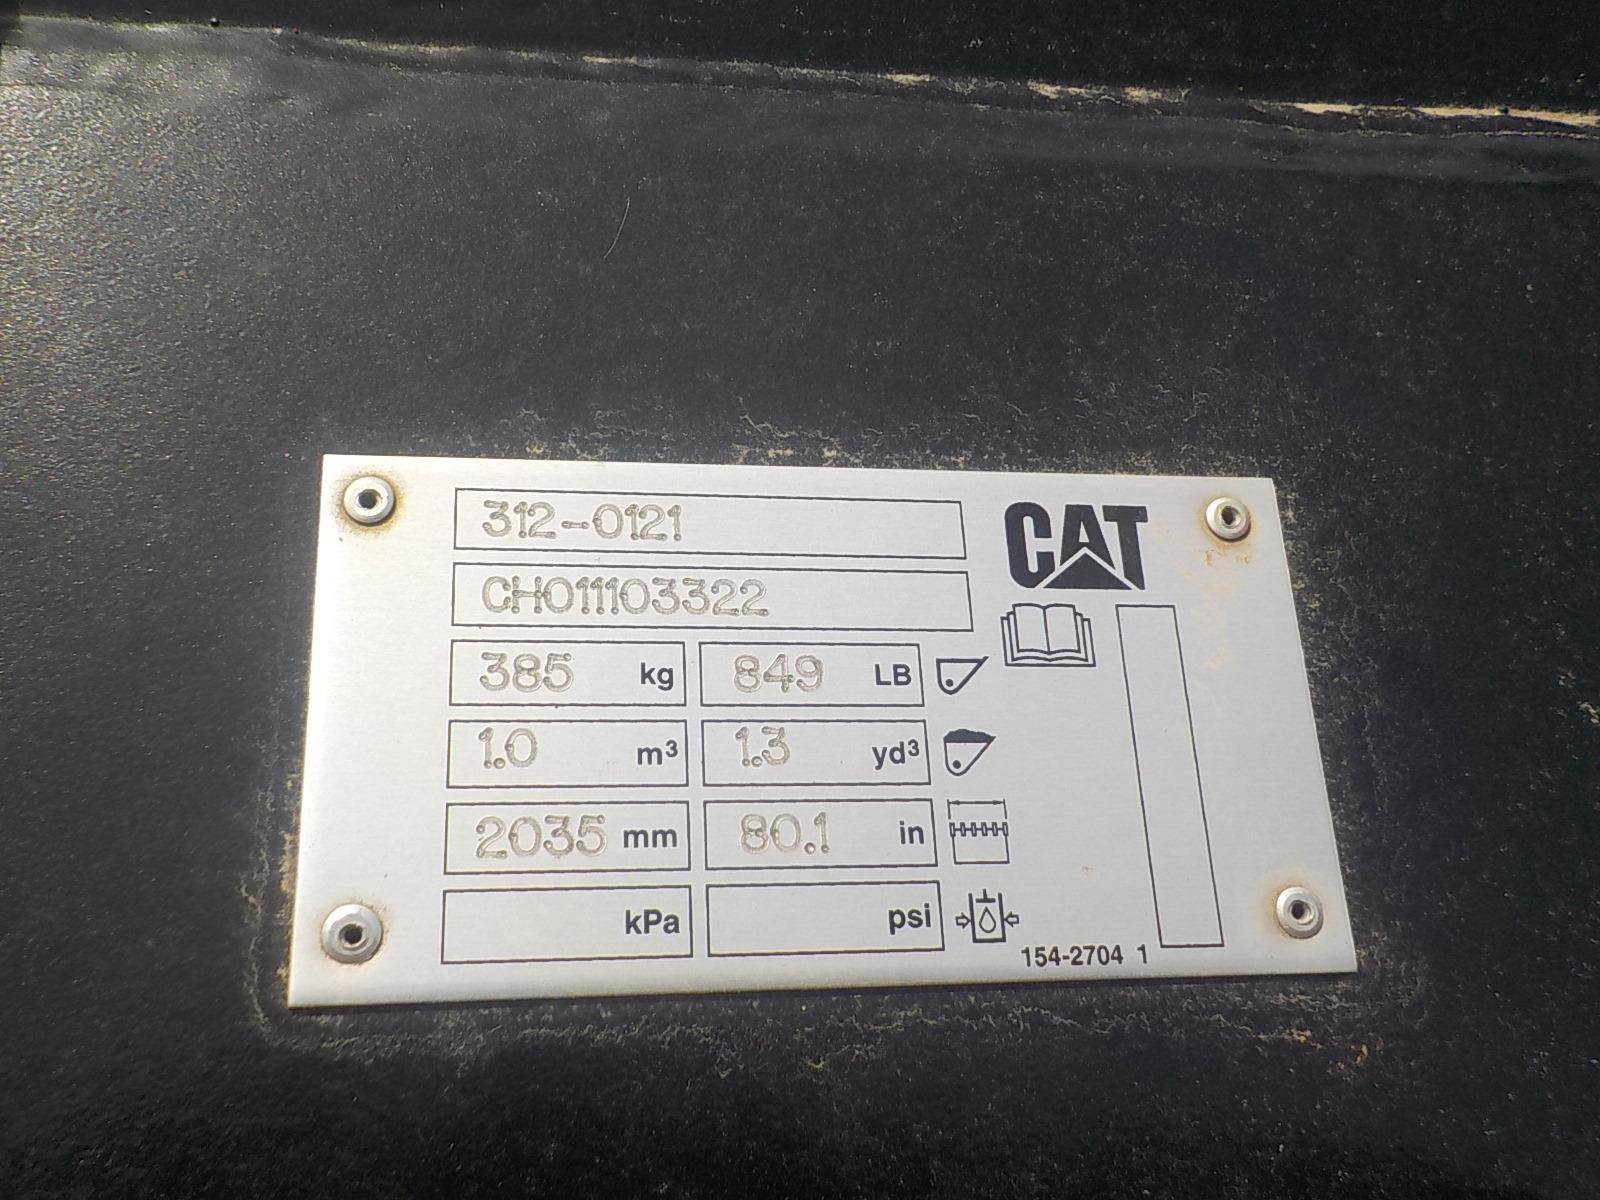 312-0121
CAT
CH011103322
385 kg 849 LB
1.0 m³ 1.3 yd³
2035 mm 80.1 in
kPa psi
154-2704 1